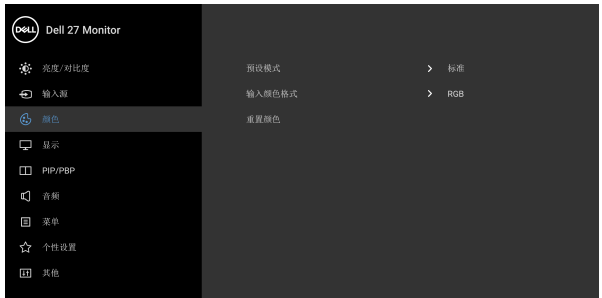 DELL Dell 27 Monitor
亮度/对比度
输入源
颜色
显示
PIP/PBP
音频
菜单
个性设置
其他
预设模式 > 标准
输入颜色格式 > RGB
重置颜色